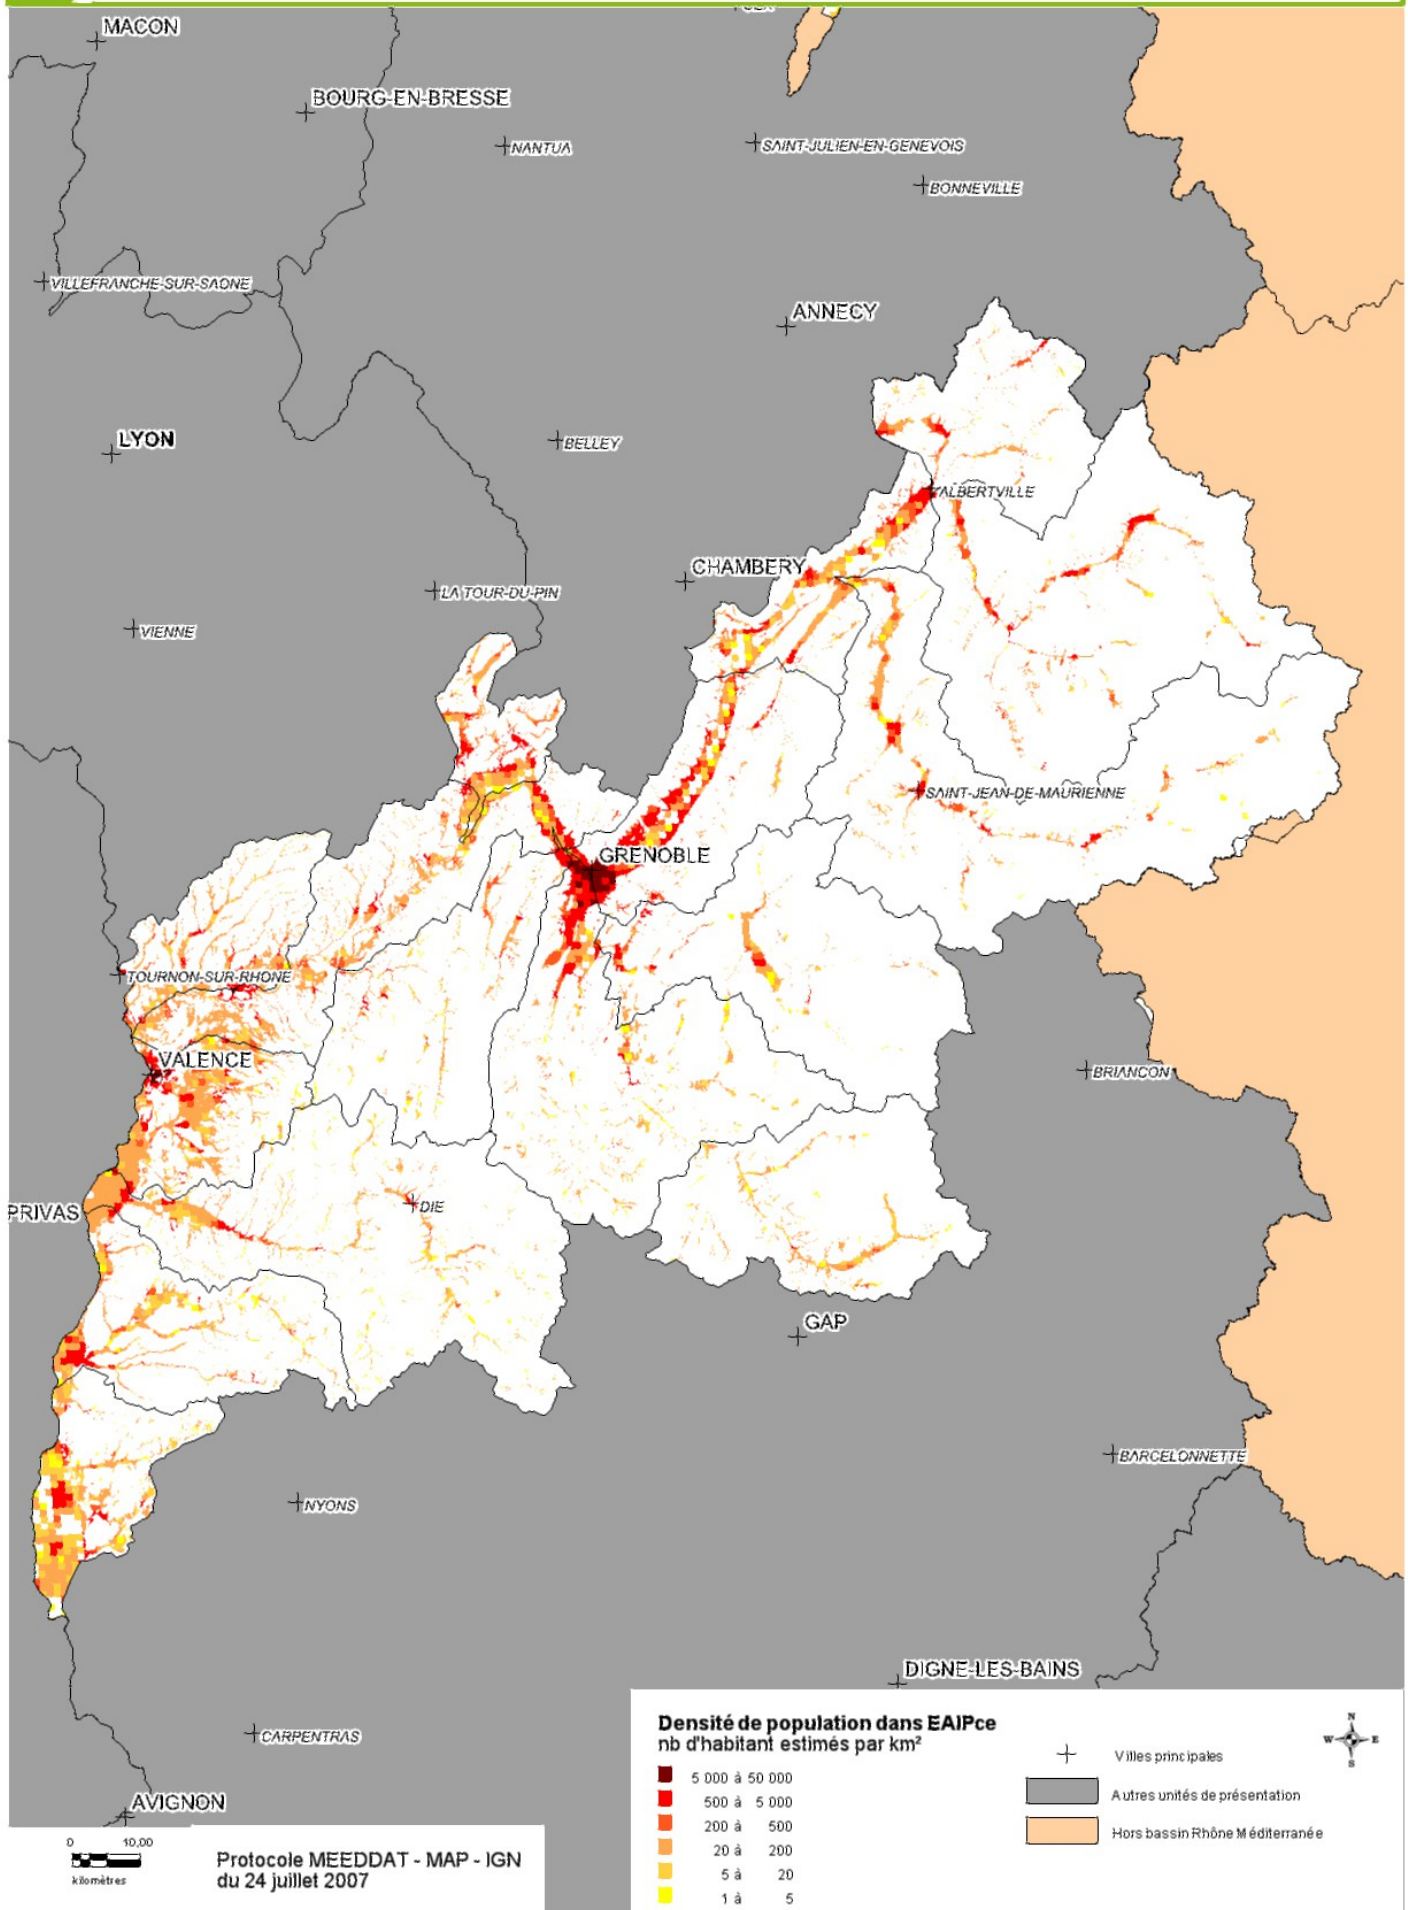 MACON
BOURG-EN-BRESSE
NANTUA
SAINT-JULIEN-EN-GENEVOIS
BONNEVILLE
VILLEFRANCHE-SUR-SAONE
ANNECY
LYON
BELLEY
ALBERTVILLE
CHAMBERY
LA TOUR-DU-PIN
VIENNE
SAINT-JEAN-DE-MAURIENNE
GRENOBLE
TOURNON-SUR-RHONE
VALENCE
BRIANCON
PRIVAS
DIE
GAP
BARCELONNETTE
NYONS
DIGNE-LES-BAINS
CARPENTRAS
AVIGNON
0 10,00
kilomètres
Protocole MEEDDAT - MAP - IGN
du 24 juillet 2007
Densité de population dans EAIPce
nb d'habitant estimés par km²
5 000 à 50 000
500 à 5 000
200 à 500
20 à 200
5 à 20
1 à 5
Villes principales
Autres unités de présentation
Hors bassin Rhône Méditerranée
N
W E
S